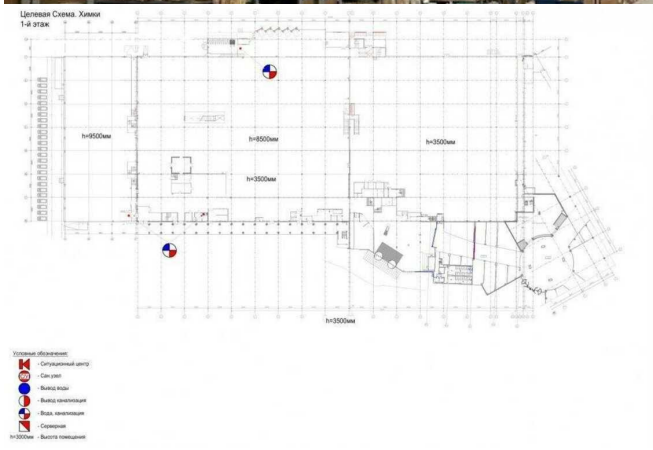 Целевая Схема. Химки
1-й этаж
h=9500мм
h=8500мм
h=3500мм
h=3500мм
h=3500мм
Условные обозначения:
- Ситуационный центр
- Сан узел
- Вывод воды
- Вывод канализация
- Вода, канализация
- Серверная
h=3000мм - Высота помещения